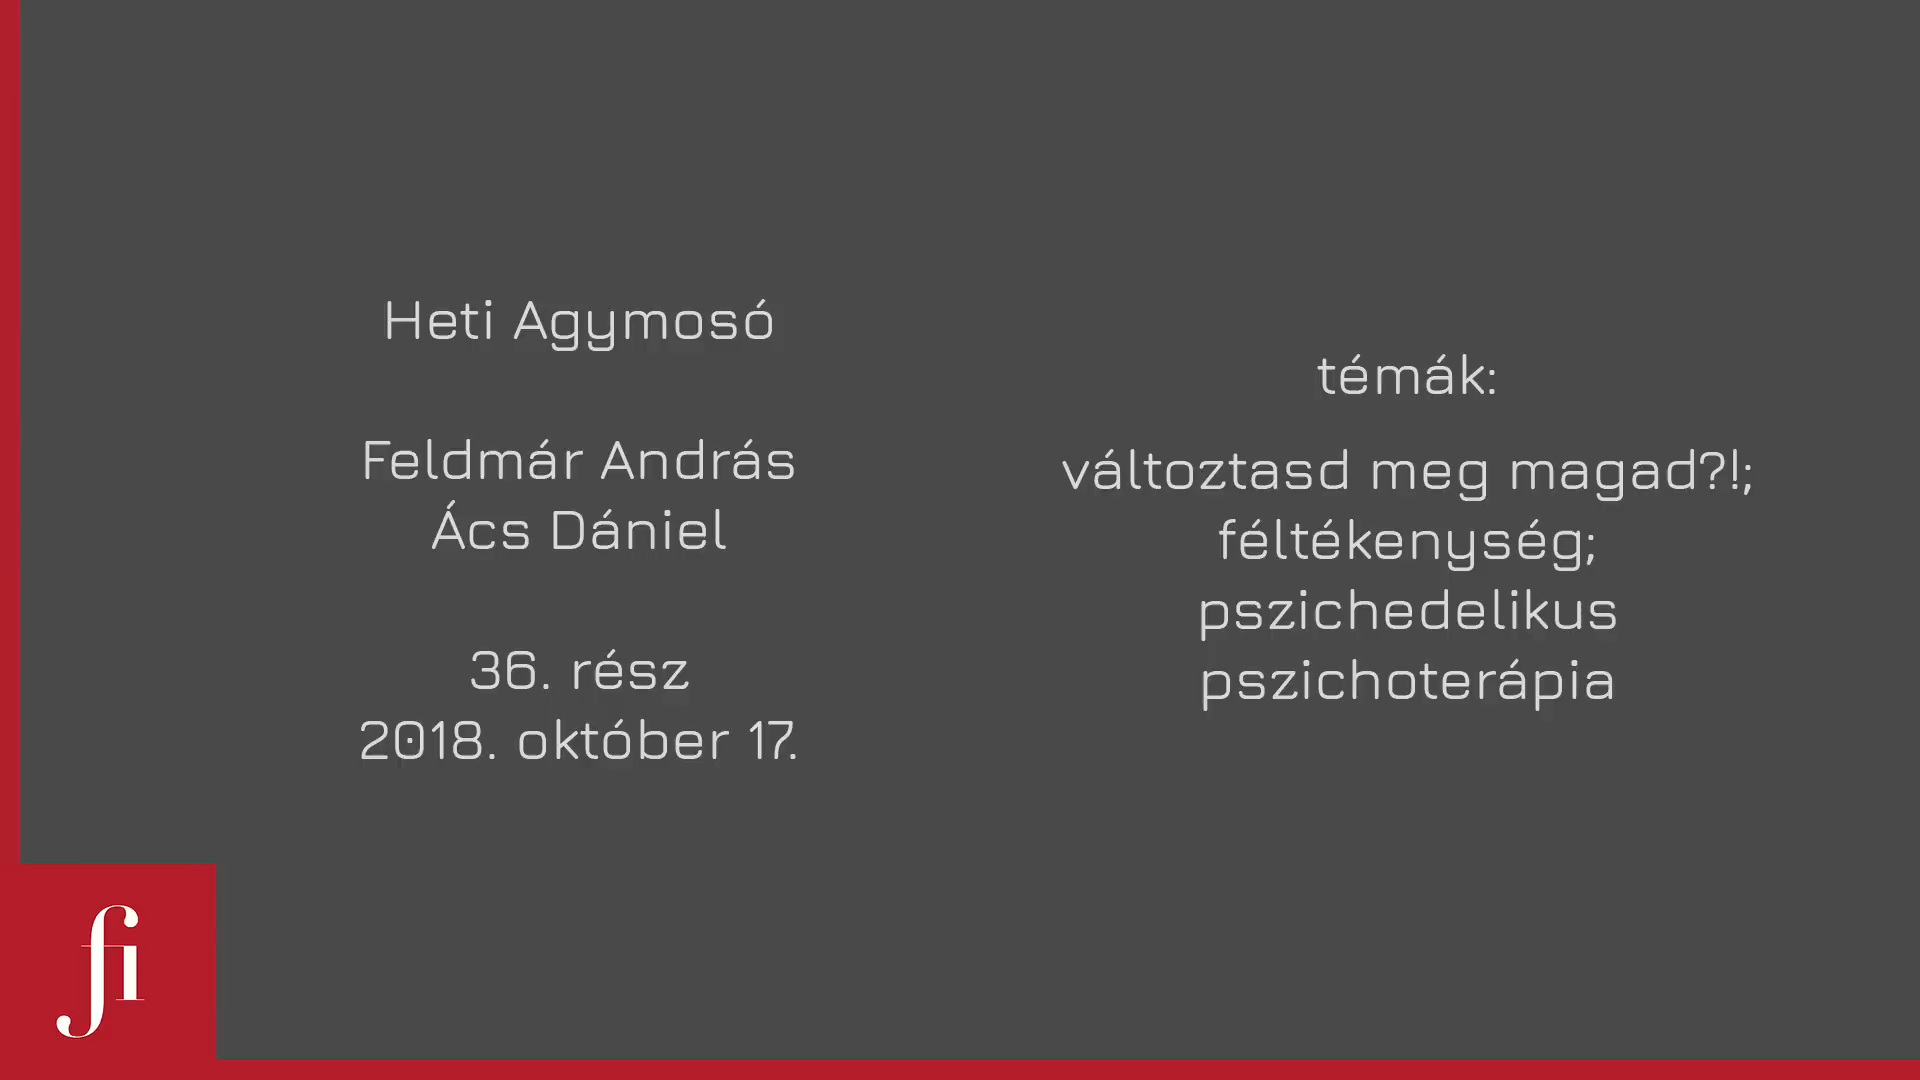 Heti Agymosó
Feldmár András
Ács Dániel
36. rész
2018. október 17.
témák:
változtasd meg magad?!;
féltékenység;
pszichedelikus
pszichoterápia
fi